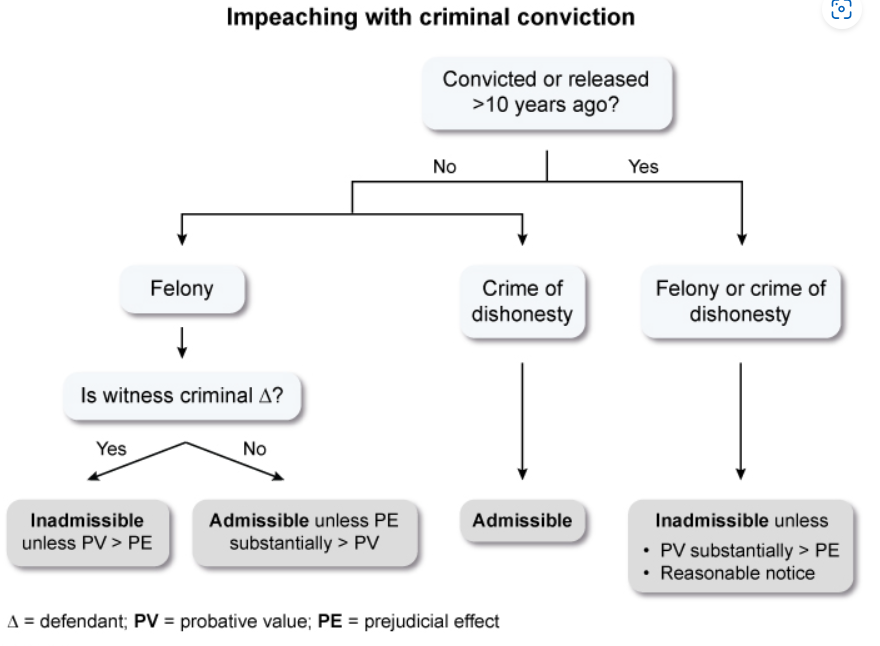 Impeaching with criminal conviction
Convicted or released
>10 years ago?
No
Yes
Felony
Crime of
dishonesty
Felony or crime of
dishonesty
Is witness criminal Δ?
Yes
No
Inadmissible
unless PV > PE
Admissible unless PE
substantially > PV
Admissible
Inadmissible unless
• PV substantially > PE
• Reasonable notice
Δ = defendant; PV = probative value; PE = prejudicial effect